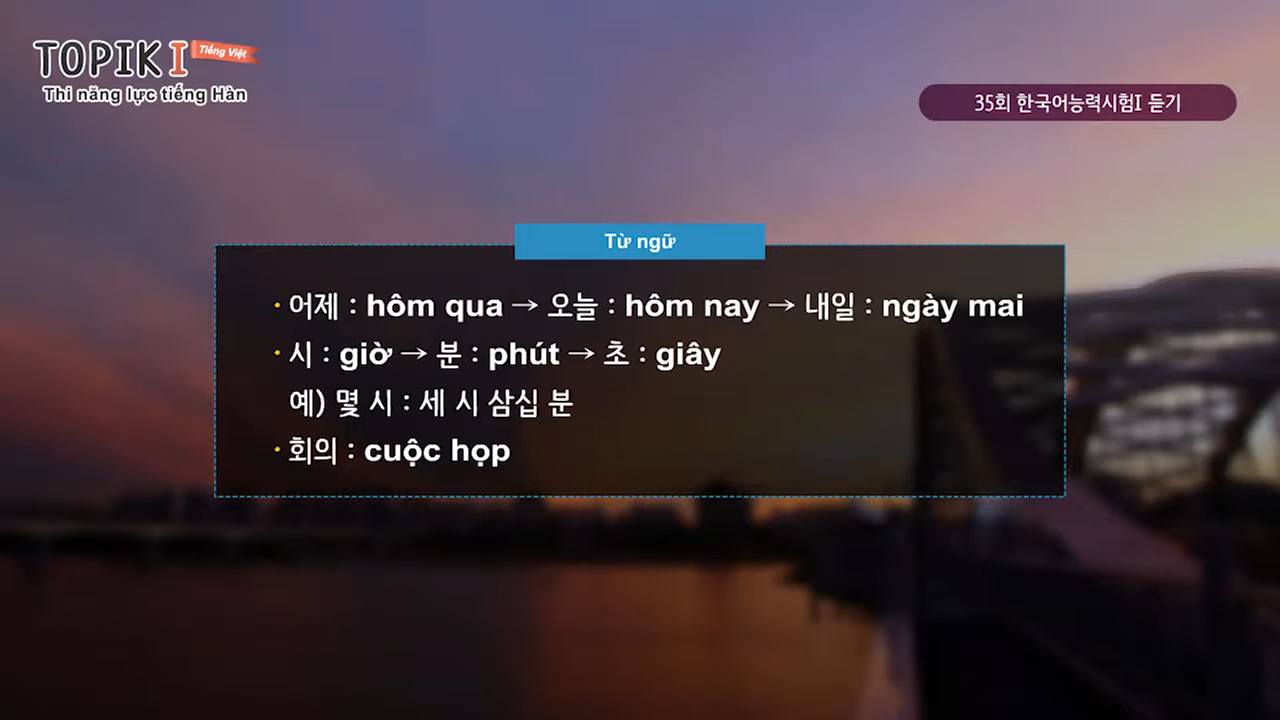 TOPIK I Tiếng Việt
Thi năng lực tiếng Hàn
35회 한국어능력시험I 듣기
Từ ngữ
· 어제 : hôm qua → 오늘 : hôm nay → 내일 : ngày mai
· 시 : giờ → 분 : phút → 초 : giây
예) 몇 시 : 세 시 삼십 분
· 회의 : cuộc họp